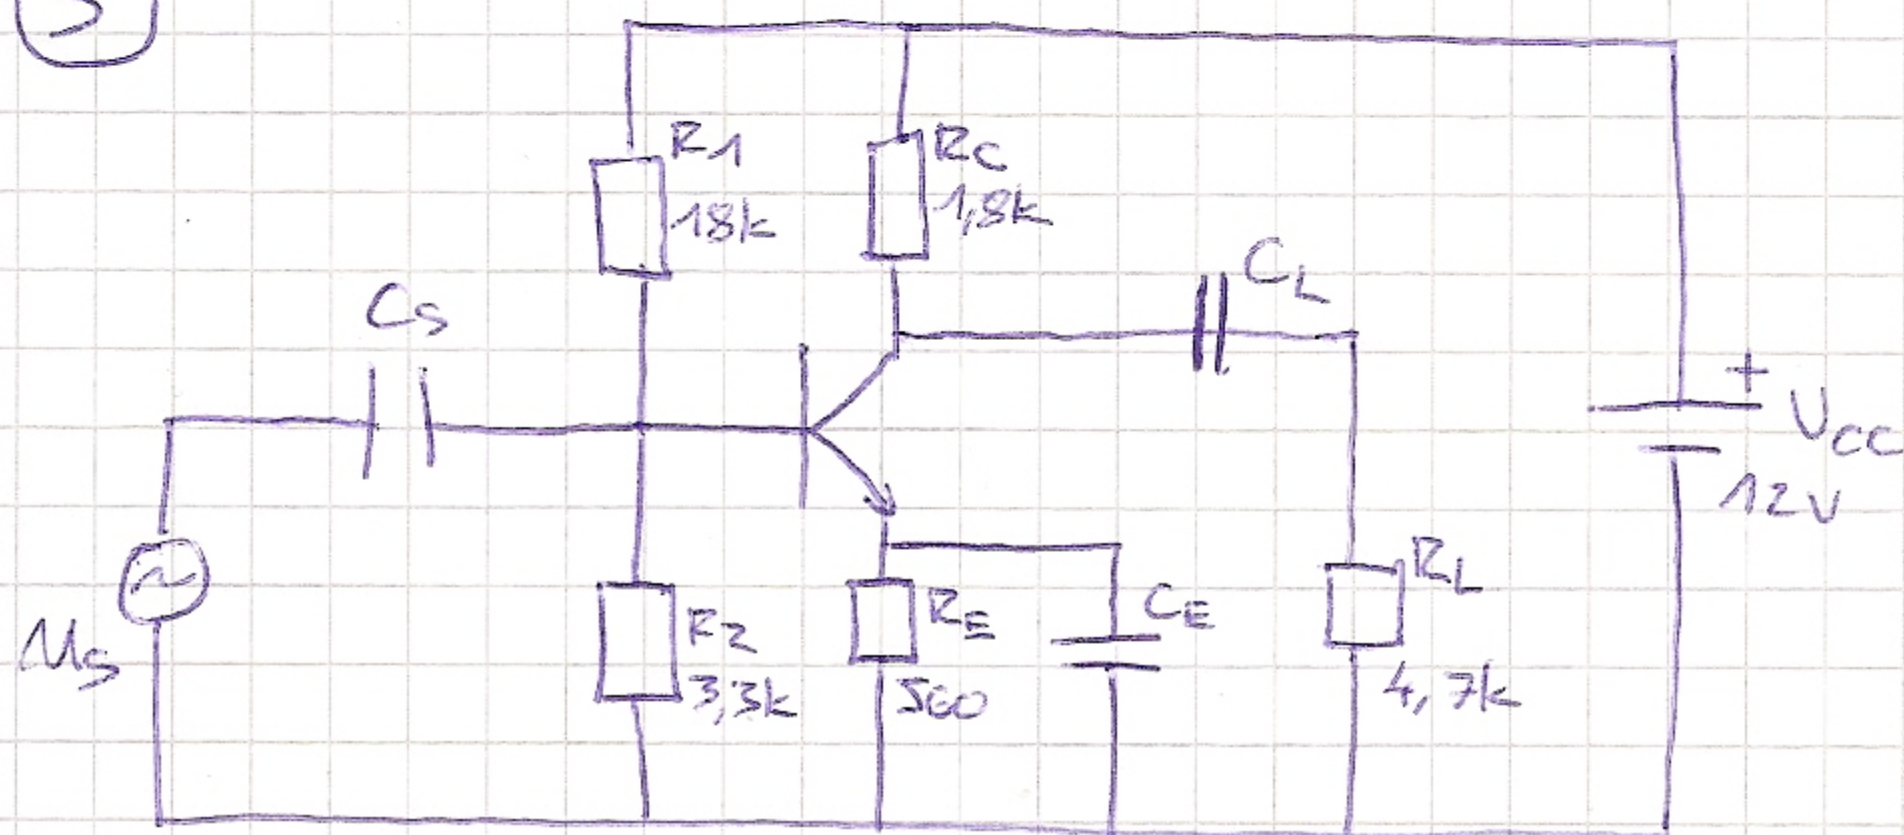 R1
18k
RC
1,8k
CS
CL
+
UCC
12V
R2
3,3k
RE
560
CE
RL
4,7k
~
us